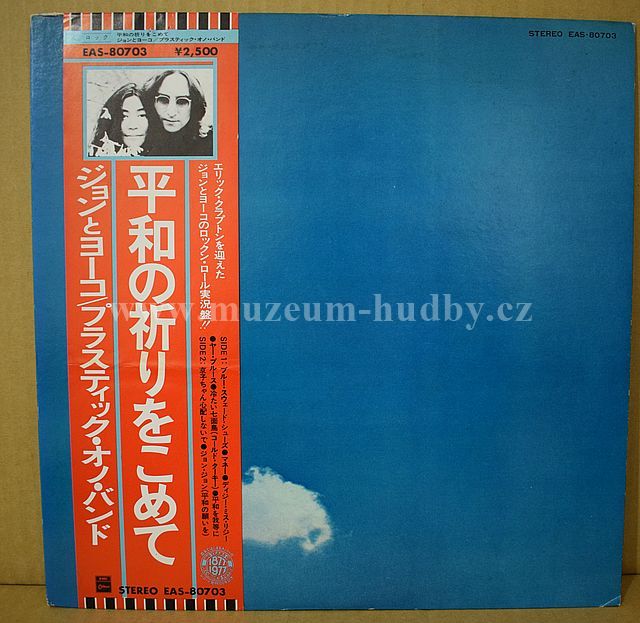 STEREO EAS-80703
ロック 平和の祈りをこめて
ジョンとヨーコ／プラスティック・オノ・バンド
EAS-80703 ¥2,500
平和の祈りをこめて
ジョンとヨーコ/プラスティック・オノ・バンド
エリック・クラプトンを迎えた
ジョンとヨーコのロックン・ロール実況盤!!
SIDE1:ブルー・スウェード・シューズ●マネー●ディジー・ミス・リジー
●ヤー・ブルース●冷たい七面鳥(コールド・ターキー)●平和を我等に
SIDE2:京子ちゃん心配しないで●ジョン・ジョン(平和の願いを)
www.muzeum-hudby.cz
1877
1977
EMI
Odeon
STEREO EAS-80703